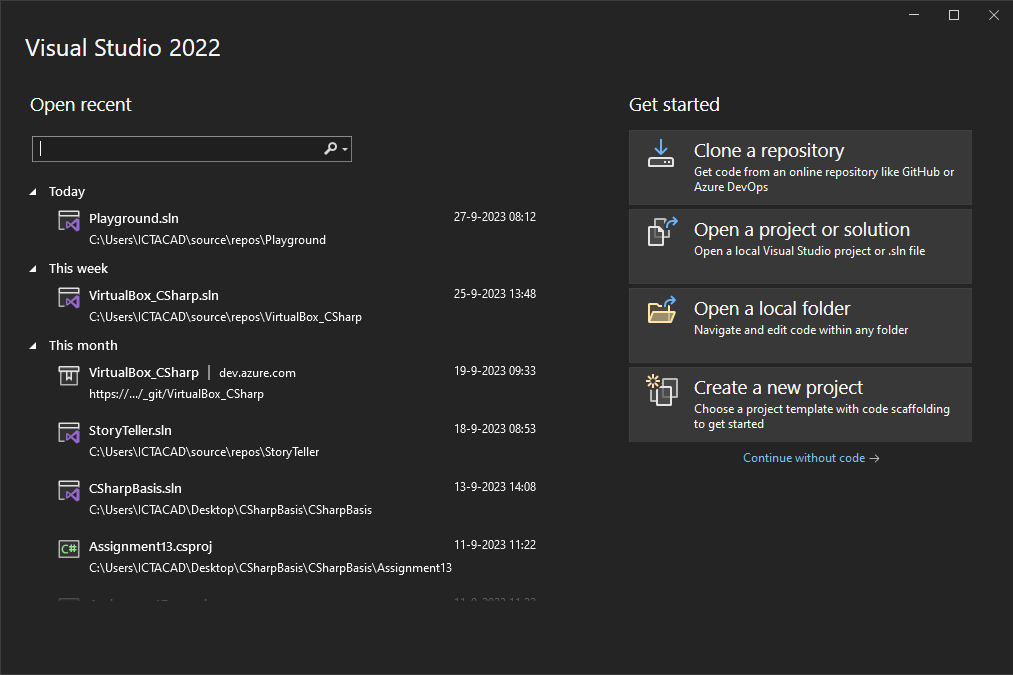 Visual Studio 2022
Open recent
Today
Playground.sln 27-9-2023 08:12
C:\Users\ICTACAD\source\repos\Playground
This week
VirtualBox_CSharp.sln 25-9-2023 13:48
C:\Users\ICTACAD\source\repos\VirtualBox_CSharp
This month
VirtualBox_CSharp | dev.azure.com 19-9-2023 09:33
https://.../_git/VirtualBox_CSharp
StoryTeller.sln 18-9-2023 08:53
C:\Users\ICTACAD\source\repos\StoryTeller
CSharpBasis.sln 13-9-2023 14:08
C:\Users\ICTACAD\Desktop\CSharpBasis\CSharpBasis
C# Assignment13.csproj 11-9-2023 11:22
C:\Users\ICTACAD\Desktop\CSharpBasis\CSharpBasis\Assignment13
Get started
Clone a repository
Get code from an online repository like GitHub or
Azure DevOps
Open a project or solution
Open a local Visual Studio project or .sln file
Open a local folder
Navigate and edit code within any folder
Create a new project
Choose a project template with code scaffolding
to get started
Continue without code →